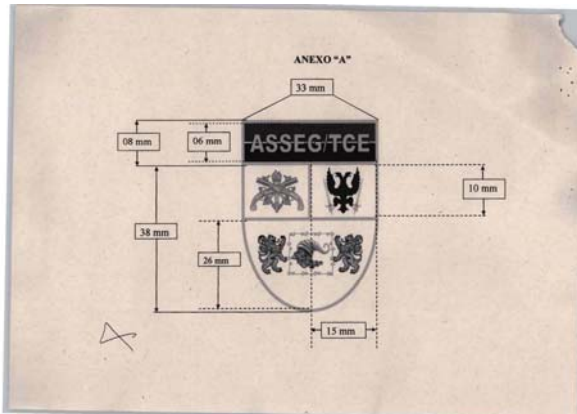 ANEXO “A”
33 mm
08 mm
06 mm
ASSEG/TCE
10 mm
38 mm
26 mm
15 mm